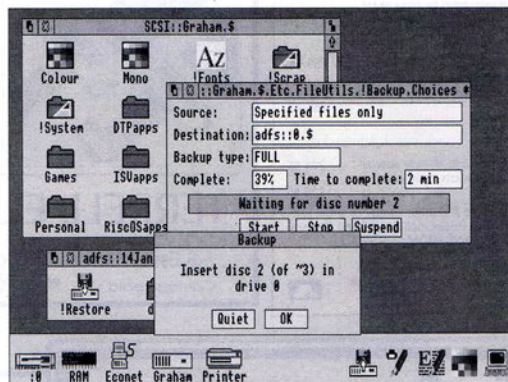 SCSI::Graham.$
Colour Mono !Fonts !Scrap
::Graham.$.Etc.FileUtils.!Backup.Choices *
!System DTPapps
Source: Specified files only
Destination: adfs::0.$
Backup type: FULL
Games ISVapps
Complete: 39% Time to complete: 2 min
Waiting for disc number 2
Personal RiscOSapps
Start Stop Suspend
Backup
adfs::14Jan
Insert disc 2 (of ~3) in
drive 0
!Restore d
Quiet OK
:0 RAM Econet Graham Printer